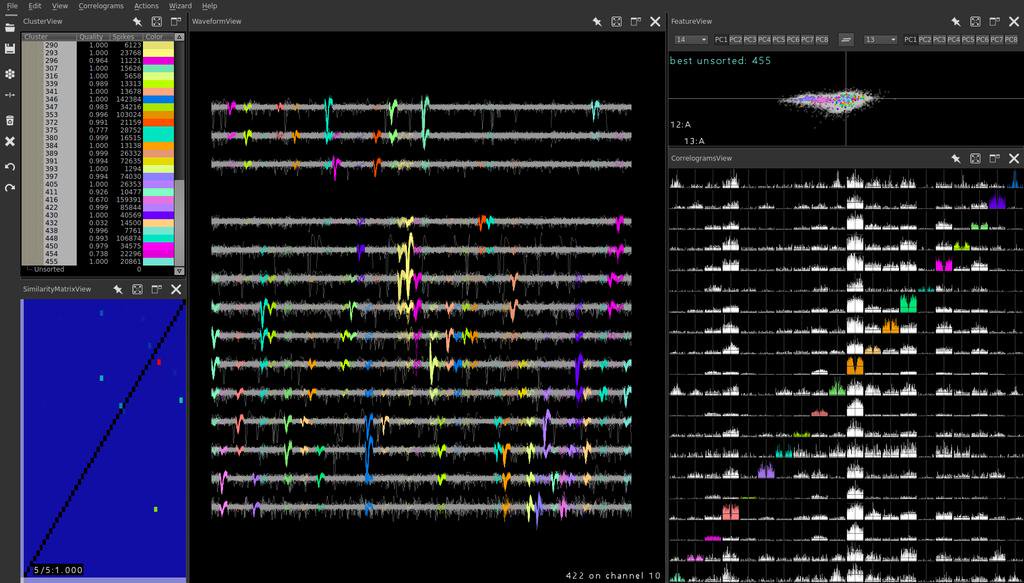 File Edit View Correlograms Actions Wizard Help
ClusterView
Cluster Quality Spikes Color
290 1.000 6123
293 1.000 23768
296 0.964 11221
307 1.000 15626
316 1.000 5658
339 0.989 13313
341 1.000 13678
346 1.000 142384
347 0.983 34216
353 0.996 103024
372 0.991 21159
375 0.777 28752
380 0.999 16515
384 1.000 13138
389 0.999 26332
391 0.994 72635
393 1.000 1294
397 0.994 74030
405 1.000 26353
411 0.926 10477
416 0.670 159391
422 0.999 85844
430 1.000 40569
432 0.032 14500
438 0.996 7761
448 0.993 106874
450 0.979 34575
454 0.738 22296
455 1.000 20861
Unsorted 0
SimilarityMatrixView
5/5:1.000
WaveformView
422 on channel 10
FeatureView
14 PC1 PC2 PC3 PC4 PC5 PC6 PC7 PC8 13 PC1 PC2 PC3 PC4 PC5 PC6 PC7 PC8
best unsorted: 455
12:A
13:A
CorrelogramsView